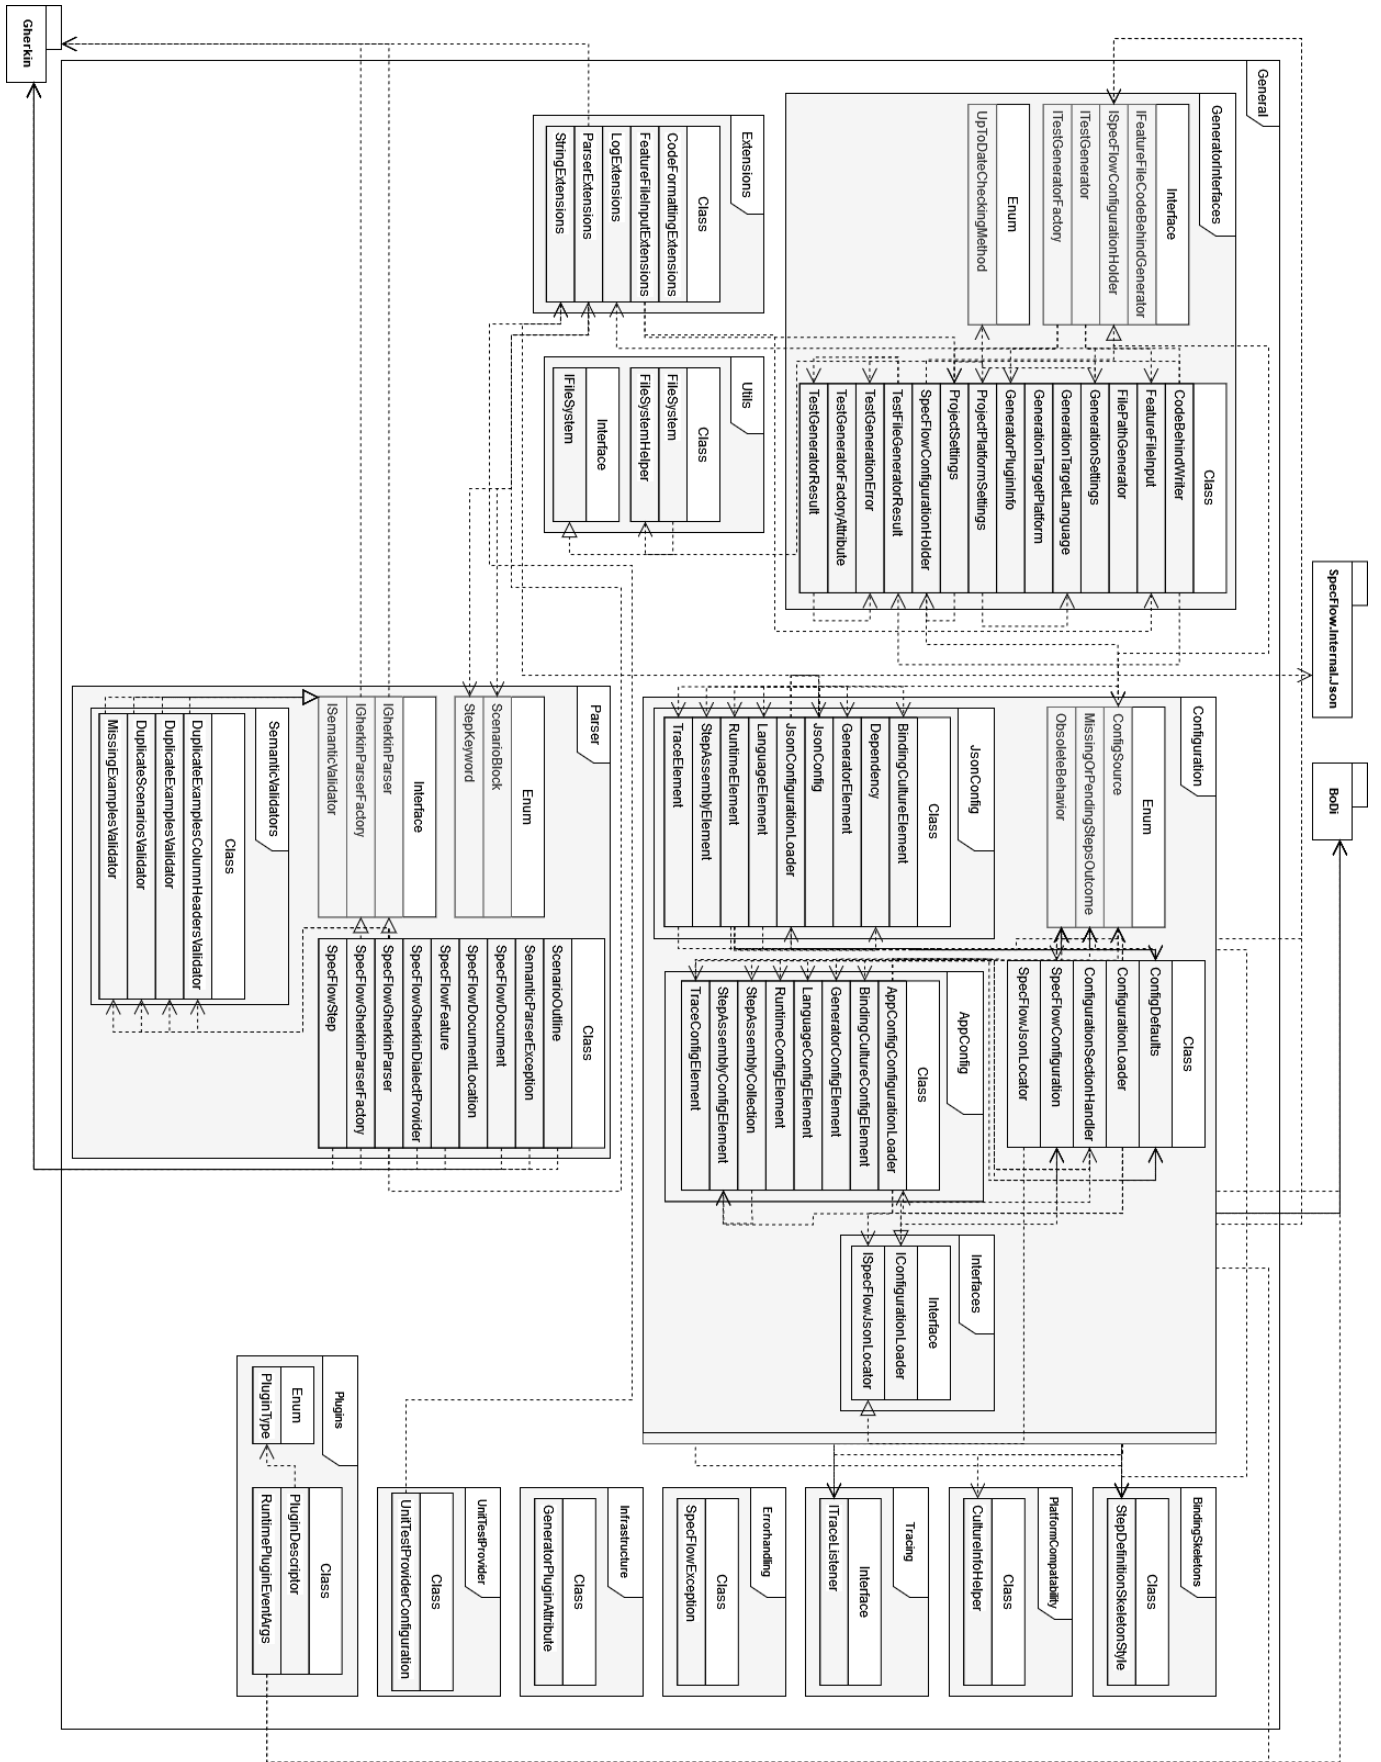 Gherkin
SpecFlow.Internal.Json
BoDi
General
GeneratorInterfaces
Interface
IFeatureFileCodeBehindGenerator
ISpecFlowConfigurationHolder
ITestGenerator
ITestGeneratorFactory
Enum
UpToDateCheckingMethod
Class
CodeBehindWriter
FeatureFileInput
FilePathGenerator
GenerationSettings
GenerationTargetLanguage
GenerationTargetPlatform
GeneratorPluginInfo
ProjectPlatformSettings
ProjectSettings
SpecFlowConfigurationHolder
TestFileGeneratorResult
TestGenerationError
TestGeneratorFactoryAttribute
TestGeneratorResult
Extensions
Class
CodeFormattingExtensions
FeatureFileInputExtensions
LogExtensions
ParserExtensions
StringExtensions
Utils
Class
FileSystem
FileSystemHelper
Interface
IFileSystem
Configuration
Enum
ConfigSource
MissingOrPendingStepsOutcome
ObsoleteBehavior
Class
ConfigDefaults
ConfigurationLoader
ConfigurationSectionHandler
SpecFlowConfiguration
SpecFlowJsonLocator
JsonConfig
Class
BindingCultureElement
Dependency
GeneratorElement
JsonConfig
JsonConfigurationLoader
LanguageElement
RuntimeElement
StepAssemblyElement
TraceElement
AppConfig
Class
AppConfigConfigurationLoader
BindingCultureConfigElement
GeneratorConfigElement
LanguageConfigElement
RuntimeConfigElement
StepAssemblyCollection
StepAssemblyConfigElement
TraceConfigElement
Interfaces
Interface
IConfigurationLoader
ISpecFlowJsonLocator
Parser
Enum
ScenarioBlock
StepKeyword
Interface
IGherkinParser
IGherkinParserFactory
ISemanticValidator
Class
ScenarioOutline
SemanticParserException
SpecFlowDocument
SpecFlowDocumentLocation
SpecFlowFeature
SpecFlowGherkinDialectProvider
SpecFlowGherkinParser
SpecFlowGherkinParserFactory
SpecFlowStep
SemanticValidators
Class
DuplicateExamplesColumnHeadersValidator
DuplicateExamplesValidator
DuplicateScenariosValidator
MissingExamplesValidator
BindingSkeletons
Class
StepDefinitionSkeletonStyle
PlatformCompatability
Class
CultureInfoHelper
Tracing
Interface
ITraceListener
Errorhandling
Class
SpecFlowException
Infrastructure
Class
GeneratorPluginAttribute
UnitTestProvider
Class
UnitTestProviderConfiguration
Plugins
Enum
PluginType
Class
PluginDescriptor
RuntimePluginEventArgs